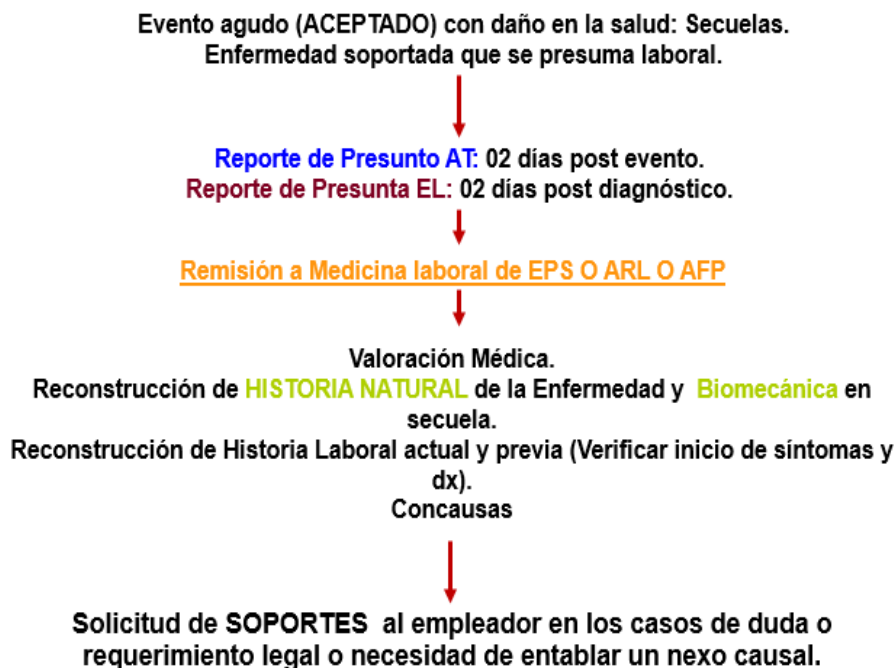 Evento agudo (ACEPTADO) con daño en la salud: Secuelas.
Enfermedad soportada que se presuma laboral.
Reporte de Presunto AT: 02 días post evento.
Reporte de Presunta EL: 02 días post diagnóstico.
Remisión a Medicina laboral de EPS O ARL O AFP
Valoración Médica.
Reconstrucción de HISTORIA NATURAL de la Enfermedad y Biomecánica en
secuela.
Reconstrucción de Historia Laboral actual y previa (Verificar inicio de síntomas y
dx).
Concausas
Solicitud de SOPORTES al empleador en los casos de duda o
requerimiento legal o necesidad de entablar un nexo causal.